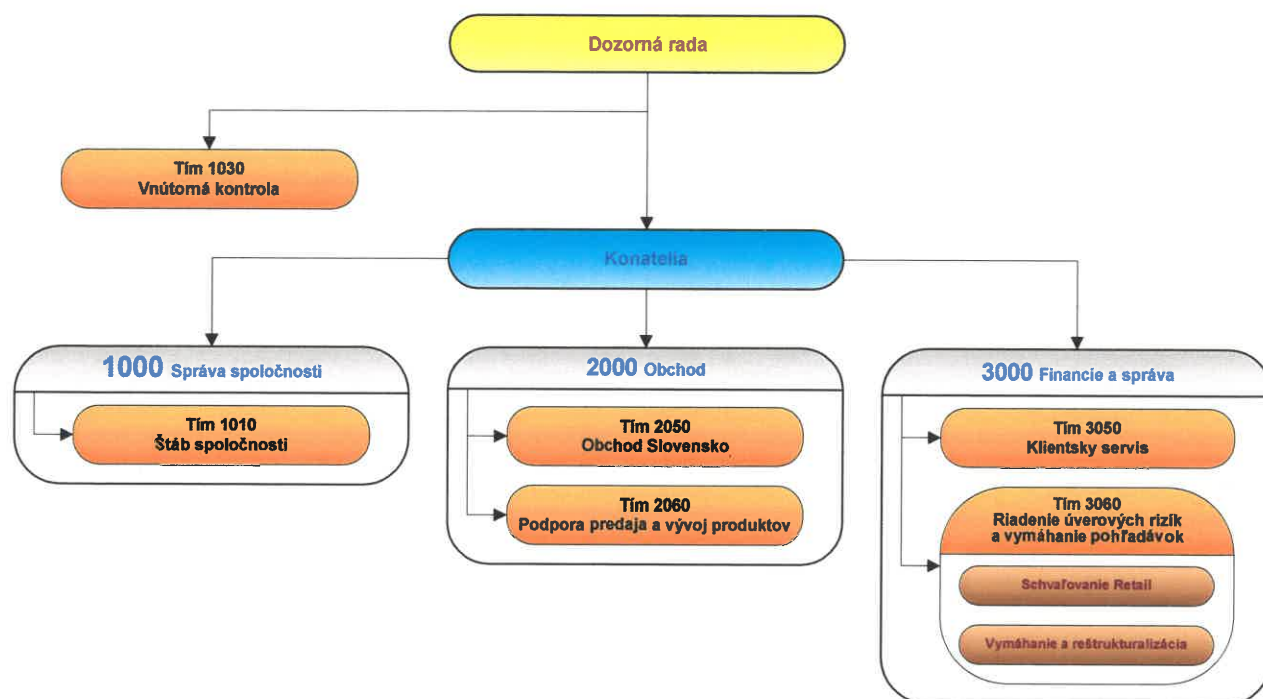 Dozorná rada
Tím 1030
Vnútorná kontrola
Konatelia
1000 Správa spoločnosti
Tím 1010
Štáb spoločnosti
2000 Obchod
Tím 2050
Obchod Slovensko
Tím 2060
Podpora predaja a vývoj produktov
3000 Financie a správa
Tím 3050
Klientsky servis
Tím 3060
Riadenie úverových rizík
a vymáhanie pohľadávok
Schvaľovanie Retail
Vymáhanie a reštrukturalizácia